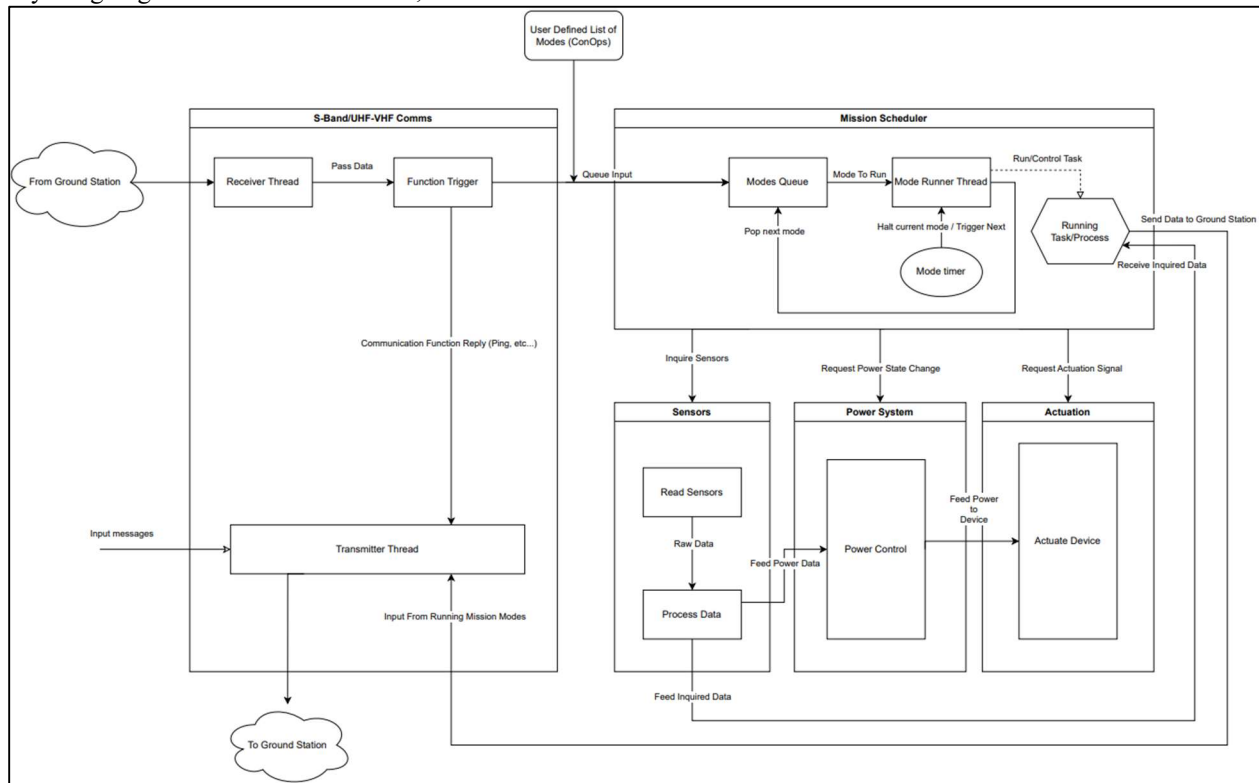 User Defined List of
Modes (ConOps)
S-Band/UHF-VHF Comms
Mission Scheduler
From Ground Station
Receiver Thread
Pass Data
Function Trigger
Queue Input
Modes Queue
Mode To Run
Mode Runner Thread
Run/Control Task
Running
Task/Process
Send Data to Ground Station
Receive Inquired Data
Pop next mode
Halt current mode / Trigger Next
Mode timer
Communication Function Reply (Ping, etc...)
Inquire Sensors
Request Power State Change
Request Actuation Signal
Sensors
Power System
Actuation
Read Sensors
Raw Data
Process Data
Feed Power Data
Power Control
Feed Power
to
Device
Actuate Device
Input messages
Transmitter Thread
Input From Running Mission Modes
Feed Inquired Data
To Ground Station